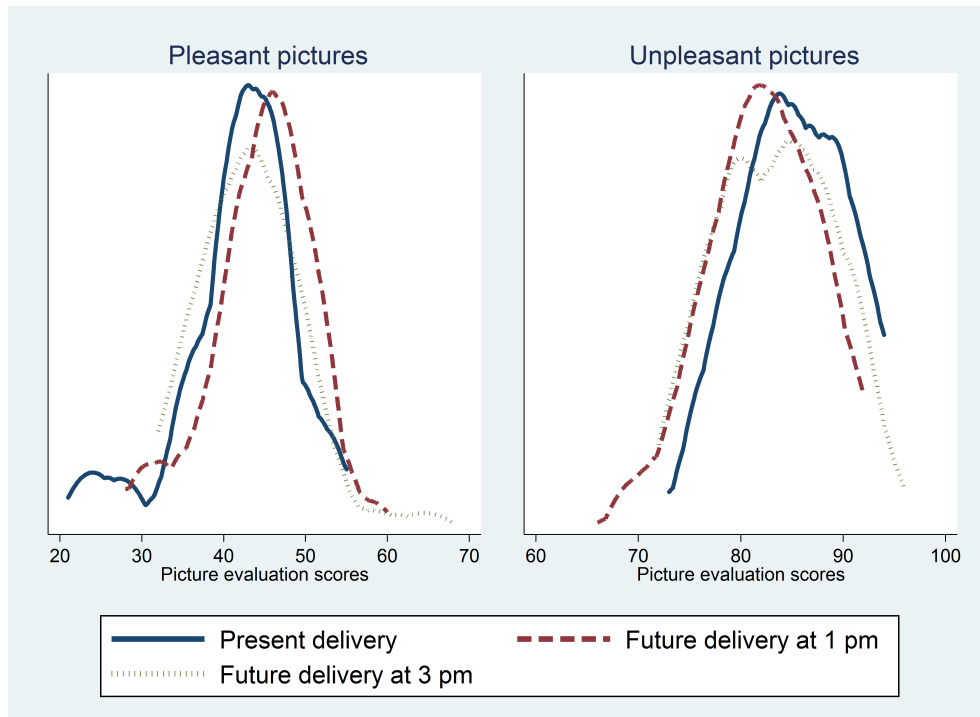 Pleasant pictures
20 30 40 50 60 70
Picture evaluation scores
Unpleasant pictures
60 70 80 90 100
Picture evaluation scores
Present delivery
Future delivery at 1 pm
Future delivery at 3 pm